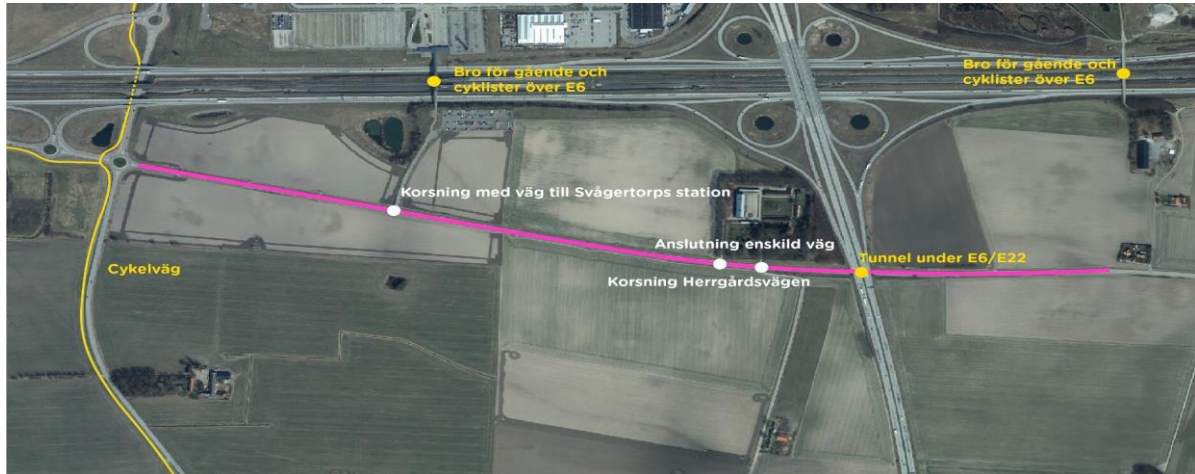 Bro för gående och
cyklister över E6
Bro för gående och
cyklister över E6
Korsning med väg till Svågertorps station
Anslutning enskild väg
Tunnel under E6/E22
Cykelväg
Korsning Herrgårdsvägen